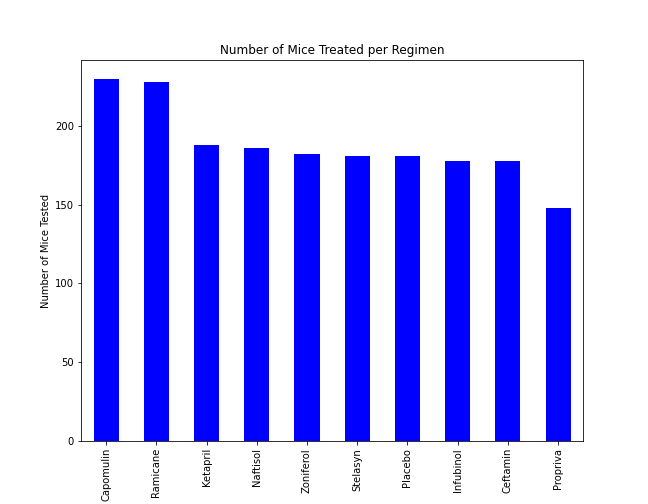 Number of Mice Treated per Regimen
Number of Mice Tested
200
150
100
50
0
Capomulin
Ramicane
Ketapril
Naftisol
Zoniferol
Stelasyn
Placebo
Infubinol
Ceftamin
Propriva